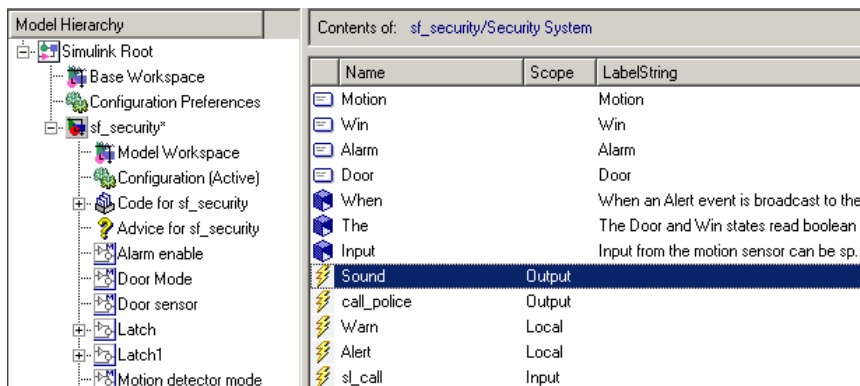 Model Hierarchy
Simulink Root
Base Workspace
Configuration Preferences
sf_security*
Model Workspace
Configuration (Active)
Code for sf_security
Advice for sf_security
Alarm enable
Door Mode
Door sensor
Latch
Latch1
Motion detector mode
Contents of: sf_security/Security System
Name Scope LabelString
Motion Motion
Win Win
Alarm Alarm
Door Door
When When an Alert event is broadcast to the
The The Door and Win states read boolean
Input Input from the motion sensor can be sp...
Sound Output
call_police Output
Warn Local
Alert Local
sl_call Input